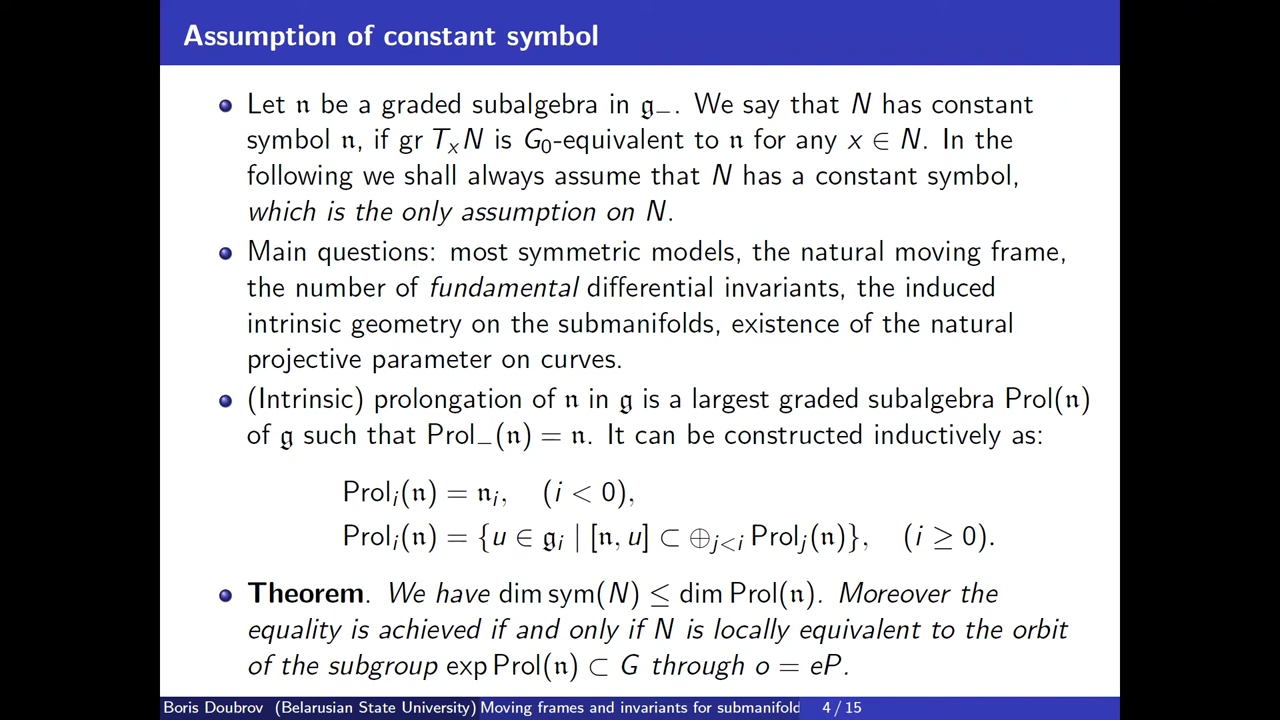 Assumption of constant symbol
Let 𝔫 be a graded subalgebra in 𝔤₋. We say that N has constant
symbol 𝔫, if gr TₓN is G₀-equivalent to 𝔫 for any x ∈ N. In the
following we shall always assume that N has a constant symbol,
which is the only assumption on N.
Main questions: most symmetric models, the natural moving frame,
the number of fundamental differential invariants, the induced
intrinsic geometry on the submanifolds, existence of the natural
projective parameter on curves.
(Intrinsic) prolongation of 𝔫 in 𝔤 is a largest graded subalgebra Prol(𝔫)
of 𝔤 such that Prol₋(𝔫) = 𝔫. It can be constructed inductively as:
Prolᵢ(𝔫) = 𝔫ᵢ, (i < 0),
Prolᵢ(𝔫) = {u ∈ 𝔤ᵢ | [𝔫, u] ⊂ ⊕_{j<i} Prolⱼ(𝔫)}, (i ≥ 0).
Theorem. We have dim sym(N) ≤ dim Prol(𝔫). Moreover the
equality is achieved if and only if N is locally equivalent to the orbit
of the subgroup exp Prol(𝔫) ⊂ G through o = eP.
Boris Doubrov (Belarusian State University) Moving frames and invariants for submanifold 4 / 15